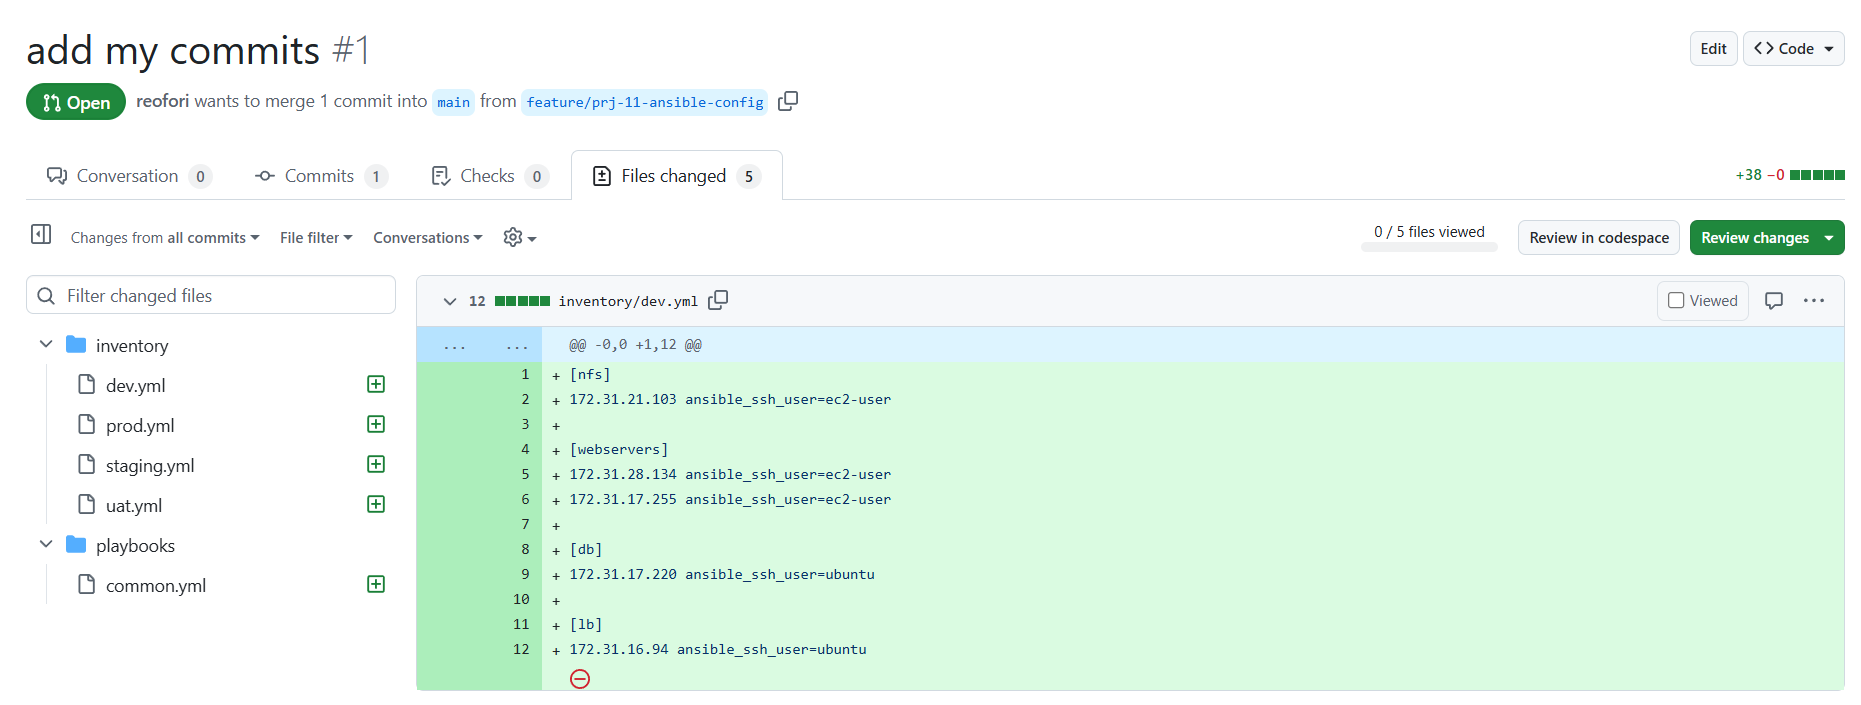 add my commits #1
Edit
<> Code
Open
reofori wants to merge 1 commit into main from feature/prj-11-ansible-config
Conversation 0
Commits 1
Checks 0
Files changed 5
+38 −0
Changes from all commits
File filter
Conversations
0 / 5 files viewed
Review in codespace
Review changes
Filter changed files
inventory
dev.yml
prod.yml
staging.yml
uat.yml
playbooks
common.yml
12 inventory/dev.yml
Viewed
... ... @@ -0,0 +1,12 @@
1 + [nfs]
2 + 172.31.21.103 ansible_ssh_user=ec2-user
3 +
4 + [webservers]
5 + 172.31.28.134 ansible_ssh_user=ec2-user
6 + 172.31.17.255 ansible_ssh_user=ec2-user
7 +
8 + [db]
9 + 172.31.17.220 ansible_ssh_user=ubuntu
10 +
11 + [lb]
12 + 172.31.16.94 ansible_ssh_user=ubuntu